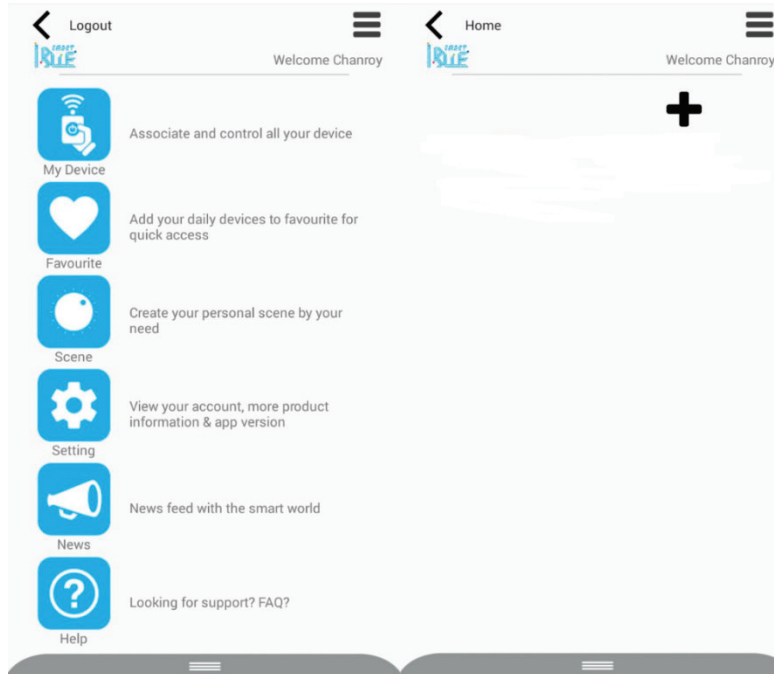 Logout
Welcome Chanroy
My Device
Associate and control all your device
Favourite
Add your daily devices to favourite for
quick access
Scene
Create your personal scene by your
need
Setting
View your account, more product
information & app version
News
News feed with the smart world
Help
Looking for support? FAQ?
Home
Welcome Chanroy